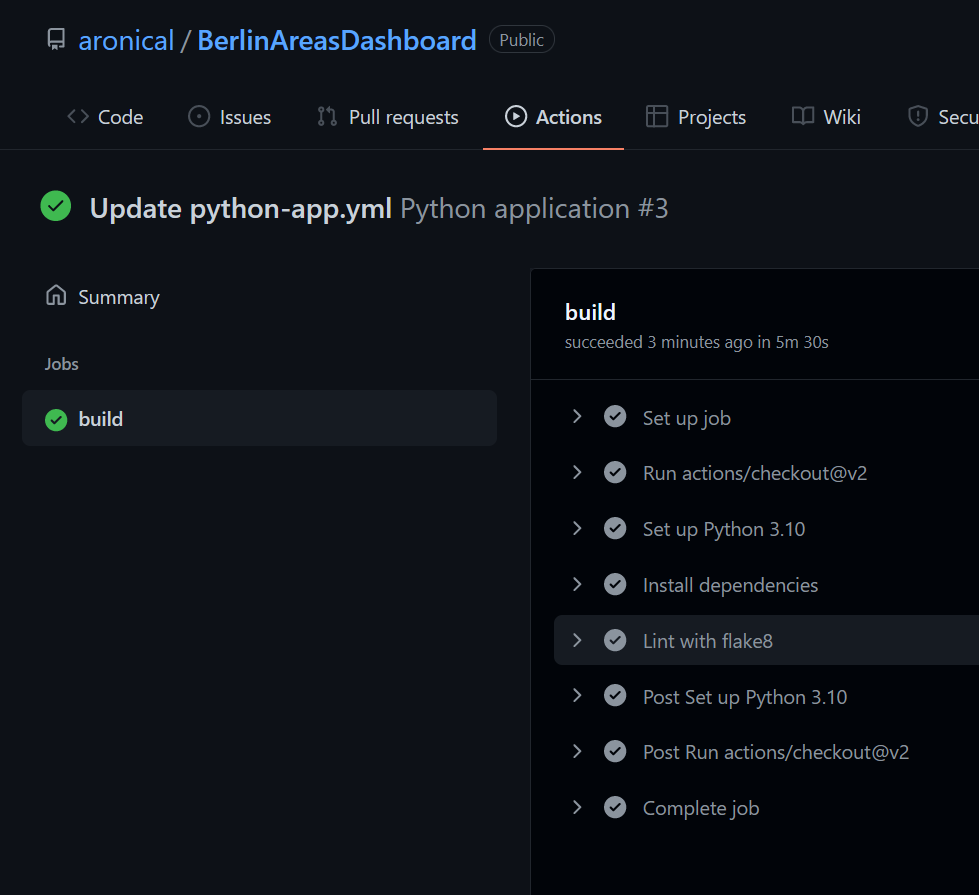 aronical / BerlinAreasDashboard Public
Code Issues Pull requests Actions Projects Wiki Secu
Update python-app.yml Python application #3
Summary
Jobs
build
build
succeeded 3 minutes ago in 5m 30s
Set up job
Run actions/checkout@v2
Set up Python 3.10
Install dependencies
Lint with flake8
Post Set up Python 3.10
Post Run actions/checkout@v2
Complete job